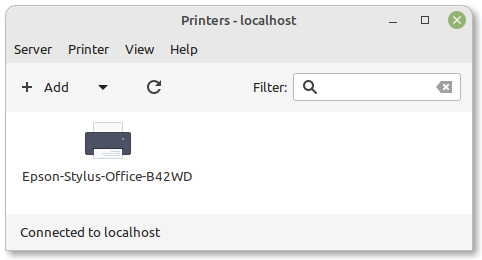 Printers - localhost
Server Printer View Help
Add Filter:
Epson-Stylus-Office-B42WD
Connected to localhost